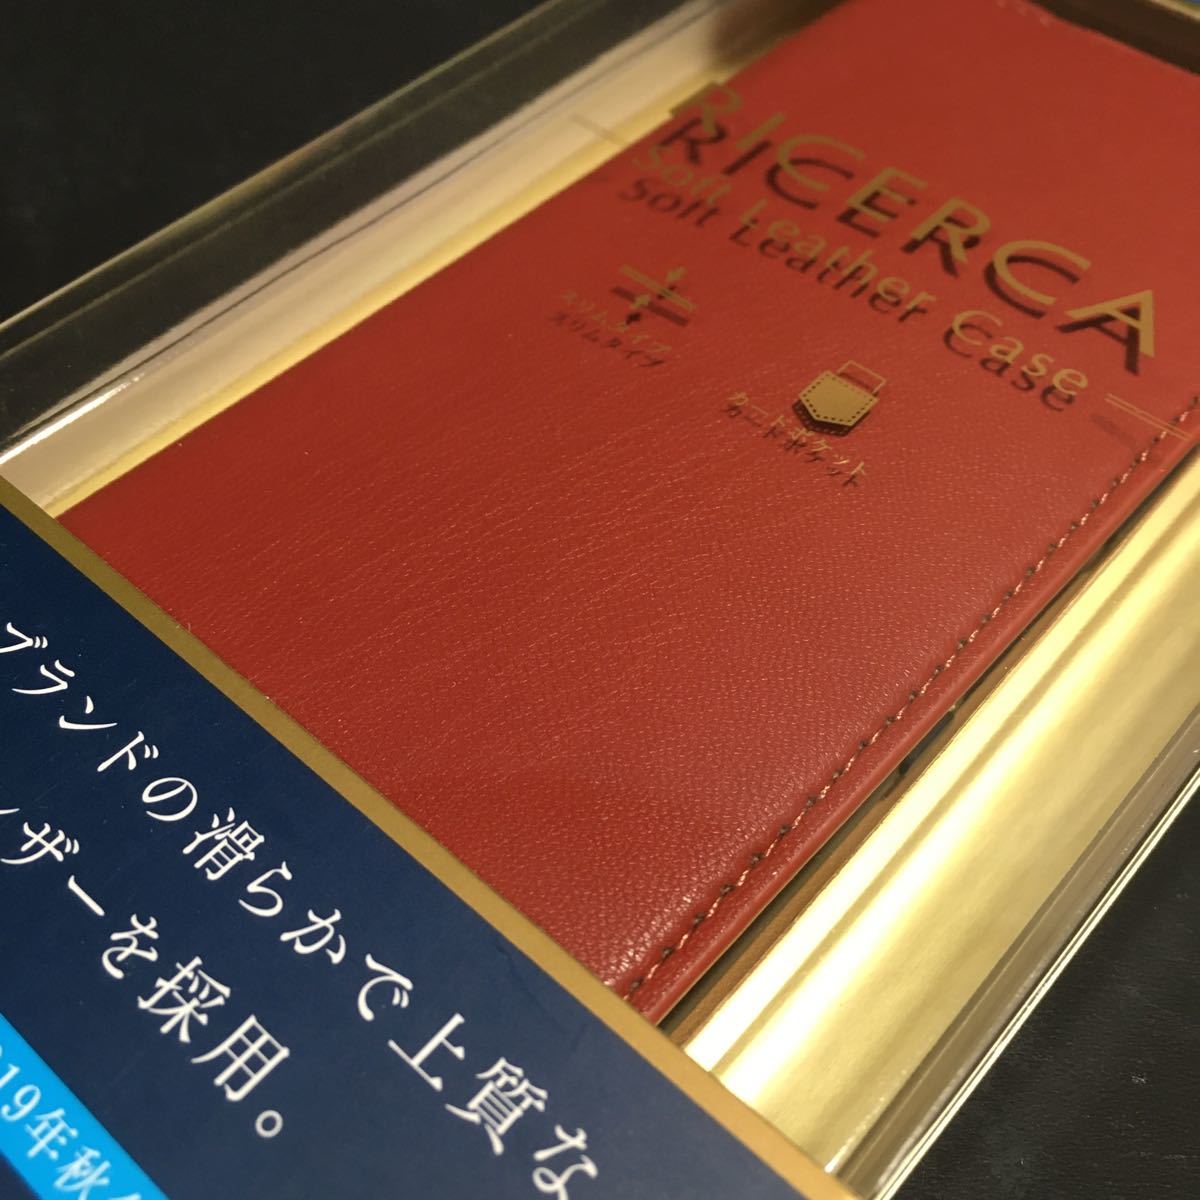 RICERCA
Soft Leather Case
スリムタイプ
カードポケット
ブランドの滑らかで上質な
ザーを採用。
19年秋